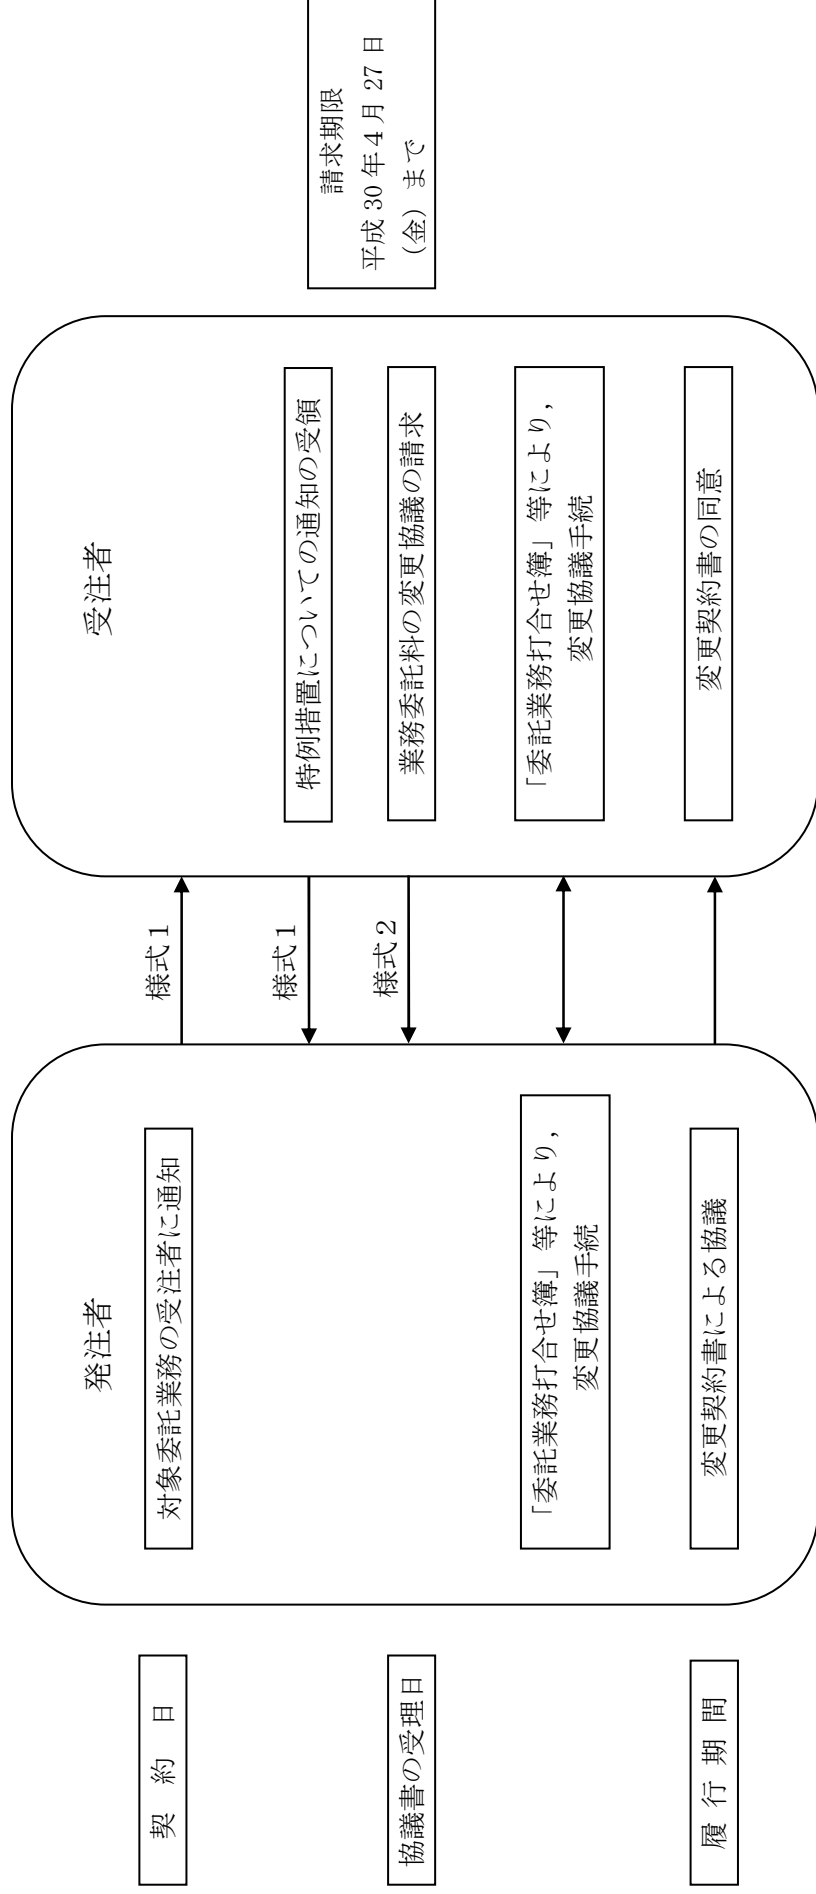 発注者
受注者
契 約 日
対象委託業務の受注者に通知
様式１
様式１
特例措置についての通知の受領
協議書の受理日
様式２
業務委託料の変更協議の請求
請求期限
平成 30 年４月 27 日
（金）まで
「委託業務打合せ簿」等により，
変更協議手続
「委託業務打合せ簿」等により，
変更協議手続
履 行 期 間
変更契約書による協議
変更契約書の同意